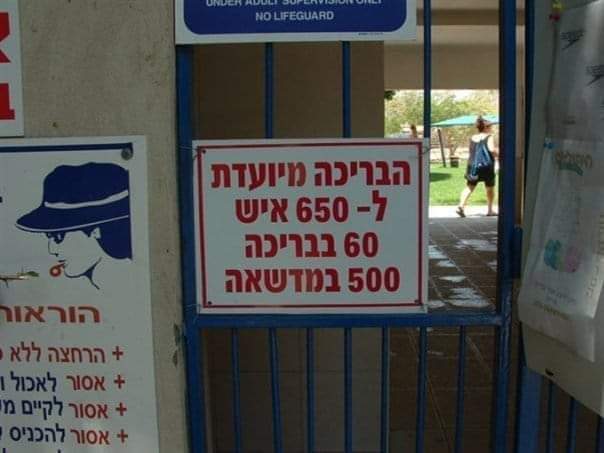 UNDER ADULT SUPERVISION ONLY
NO LIFEGUARD
הבריכה מיועדת
ל- 650 איש
60 בבריכה
500 במדשאה
+ הרחצה ללא
+ אסור לאכול
+ אסור לקיים
+ אסור להכניס
speedo